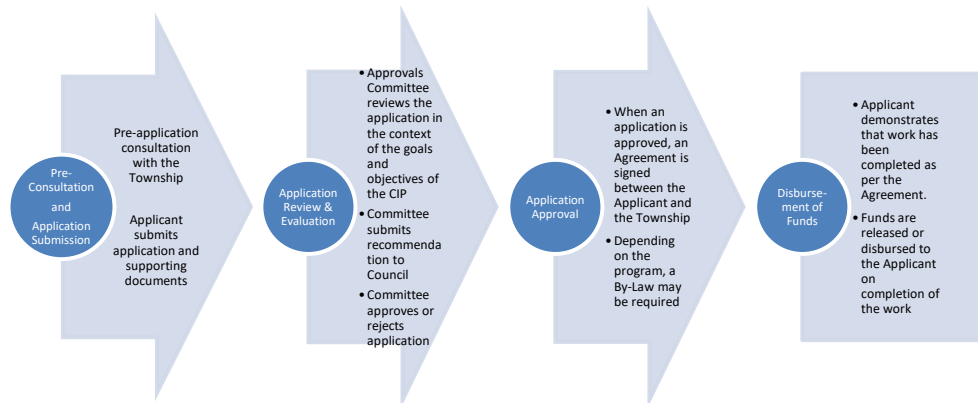 Pre-
Consultation
and
Application
Submission
Pre-application
consultation
with the
Township
Applicant
submits
application and
supporting
documents
Application
Review &
Evaluation
• Approvals
Committee
reviews the
application in
the context
of the goals
and
objectives of
the CIP
• Committee
submits
recommenda
tion to
Council
• Committee
approves or
rejects
application
Application
Approval
• When an
application is
approved, an
Agreement is
signed
between the
Applicant and
the Township
• Depending
on the
program, a
By-Law may
be required
Disburse-
ment of
Funds
• Applicant
demonstrates
that work has
been
completed as
per the
Agreement.
• Funds are
released or
disbursed to
the Applicant
on
completion of
the work